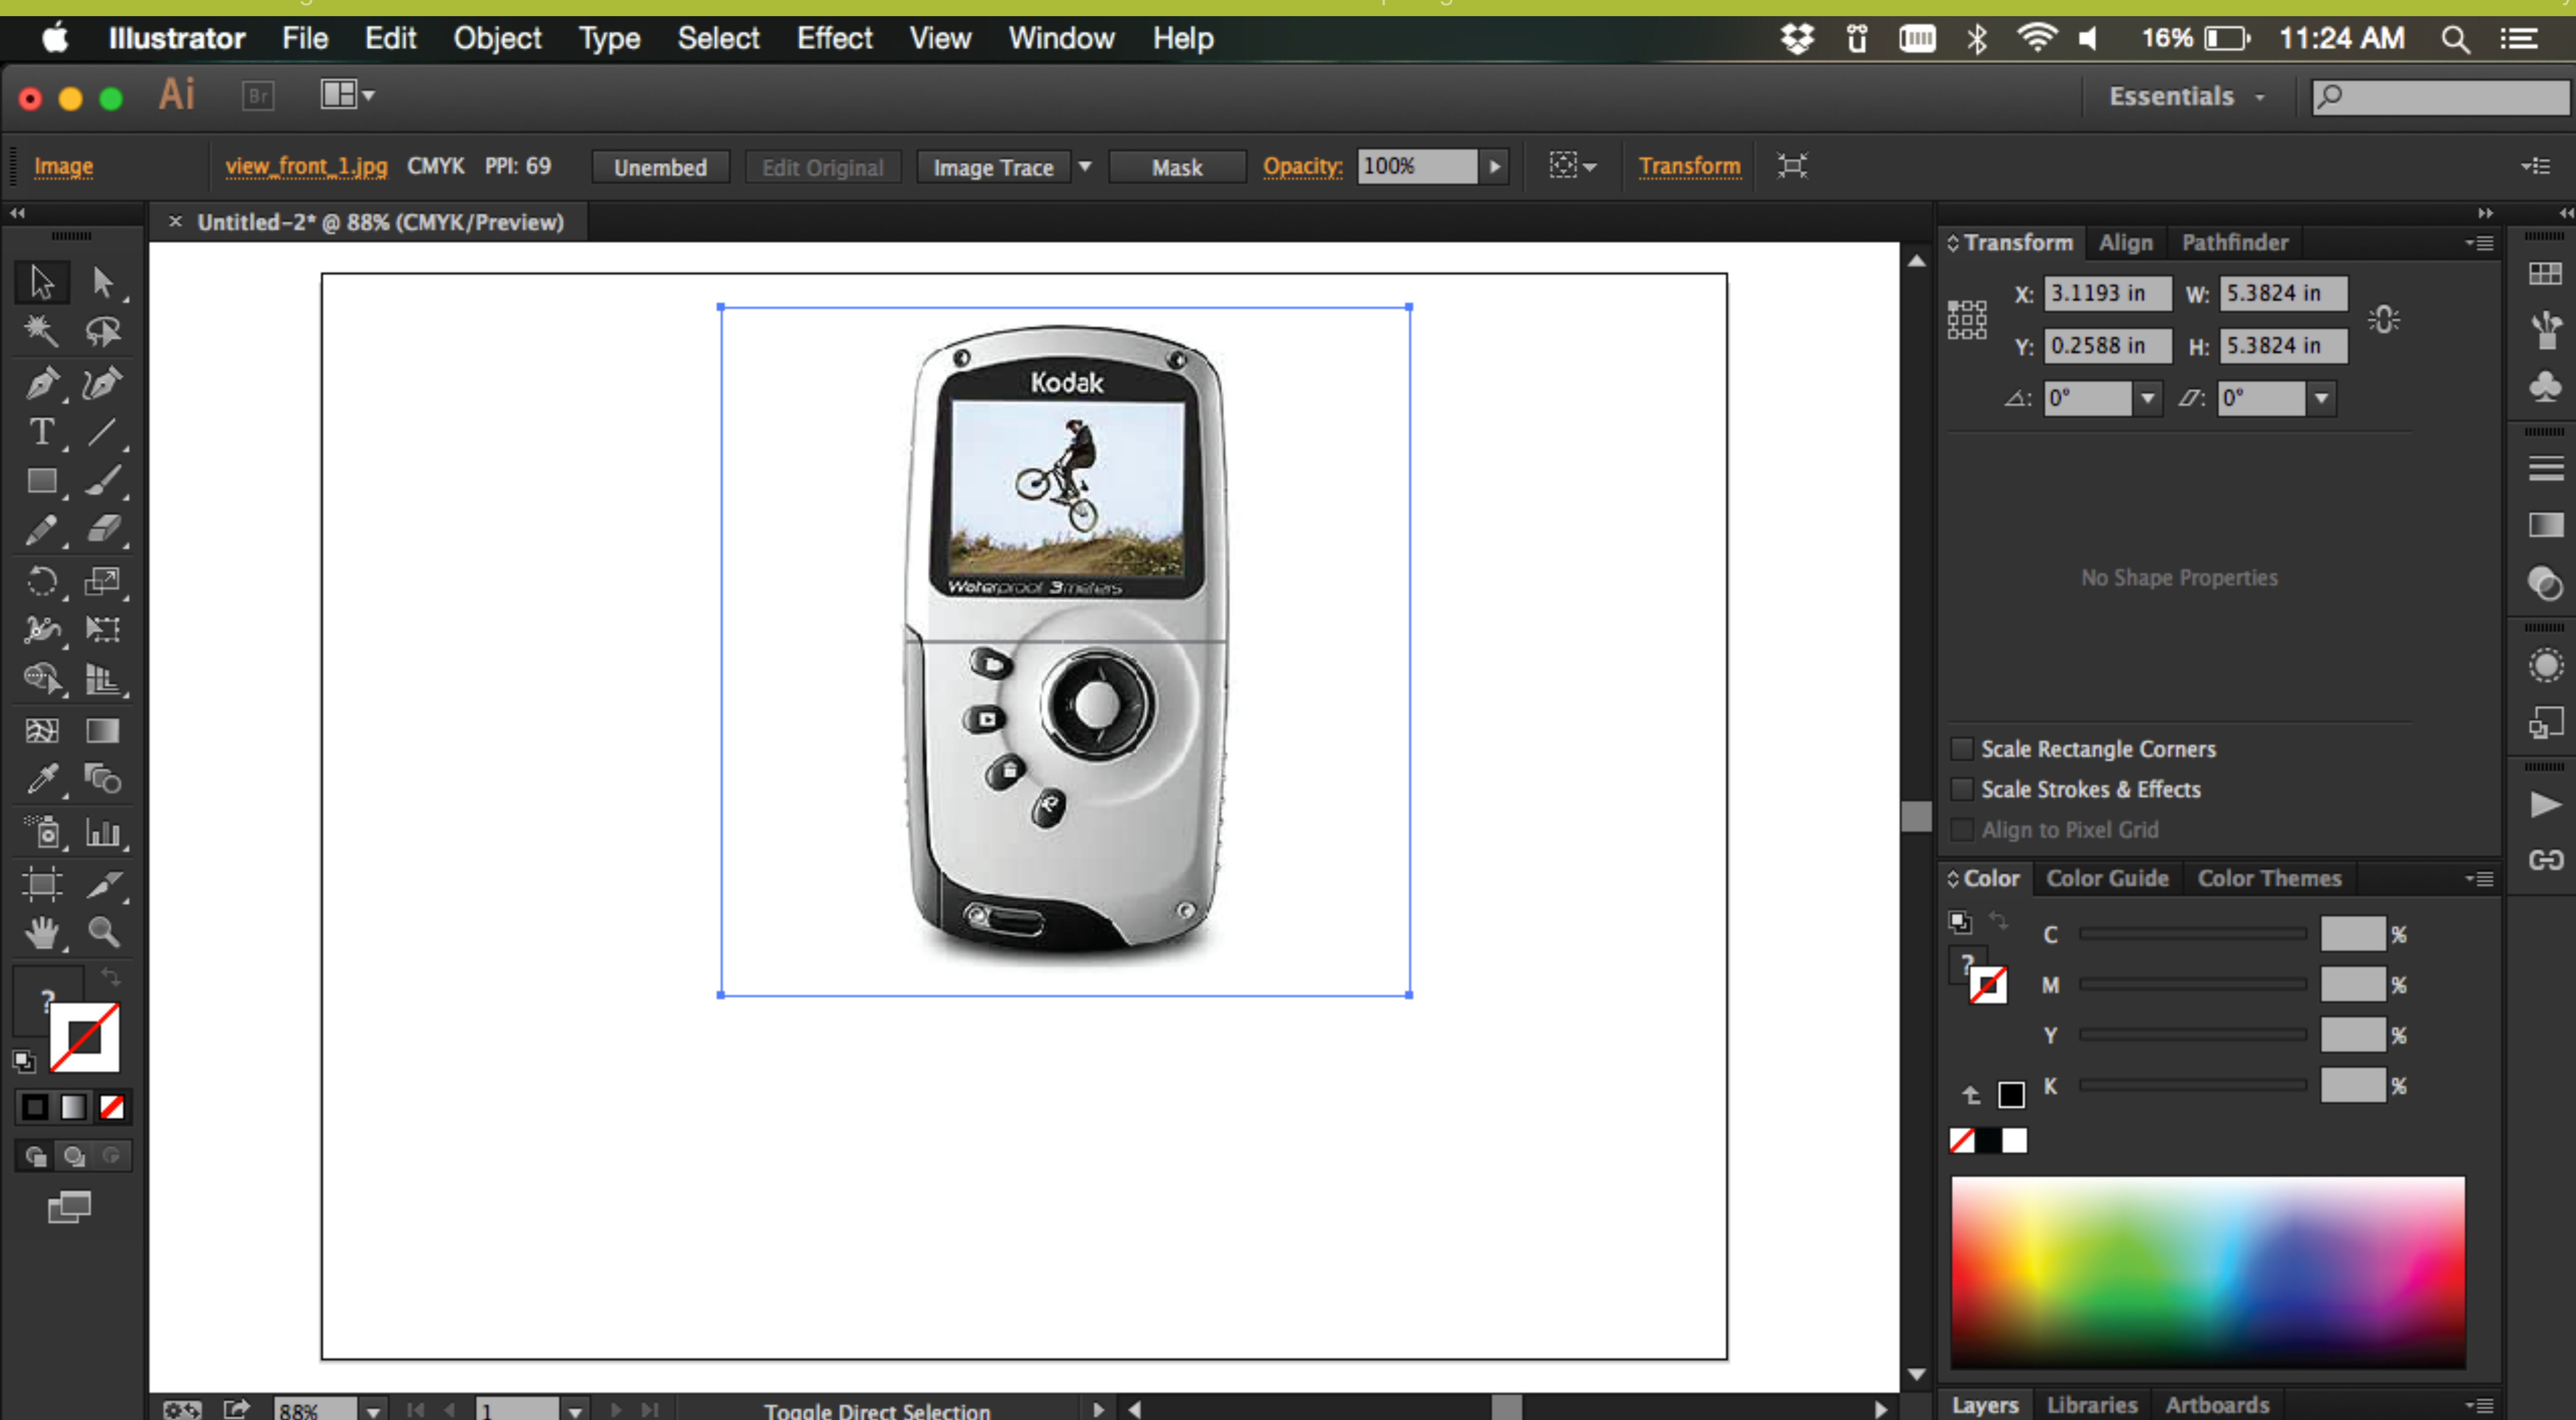 Illustrator File Edit Object Type Select Effect View Window Help 16% 11:24 AM
Ai Br Essentials
Image view_front_1.jpg CMYK PPI: 69 Unembed Edit Original Image Trace Mask Opacity: 100% Transform
× Untitled-2* @ 88% (CMYK/Preview)
Transform Align Pathfinder
X: 3.1193 in W: 5.3824 in
Y: 0.2588 in H: 5.3824 in
0° 0°
Kodak
Waterproof 3meters
No Shape Properties
Scale Rectangle Corners
Scale Strokes & Effects
Align to Pixel Grid
Color Color Guide Color Themes
C %
M %
Y %
K %
?
?
88% 1 Toggle Direct Selection
Layers Libraries Artboards